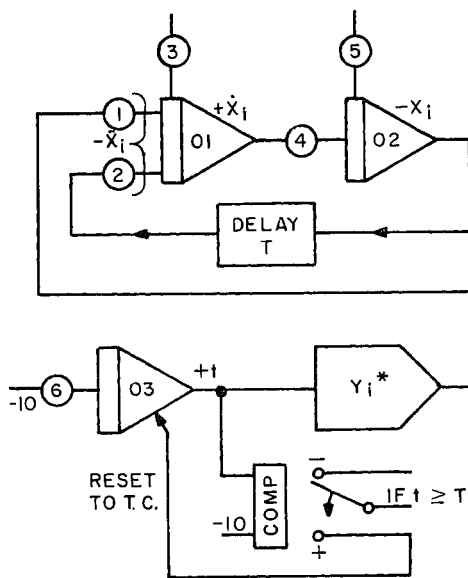 3
5
1
+Ẋi
-Xi
-Ẍi
01
4
02
2
DELAY
T
+t
-10
6
03
Yi*
RESET
TO T.C.
COMP
-
IF t ≥ T
-10
+